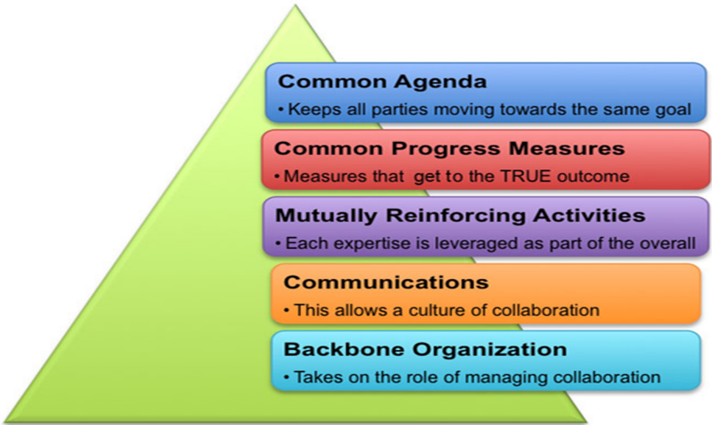 Common Agenda
• Keeps all parties moving towards the same goal
Common Progress Measures
• Measures that get to the TRUE outcome
Mutually Reinforcing Activities
• Each expertise is leveraged as part of the overall
Communications
• This allows a culture of collaboration
Backbone Organization
• Takes on the role of managing collaboration